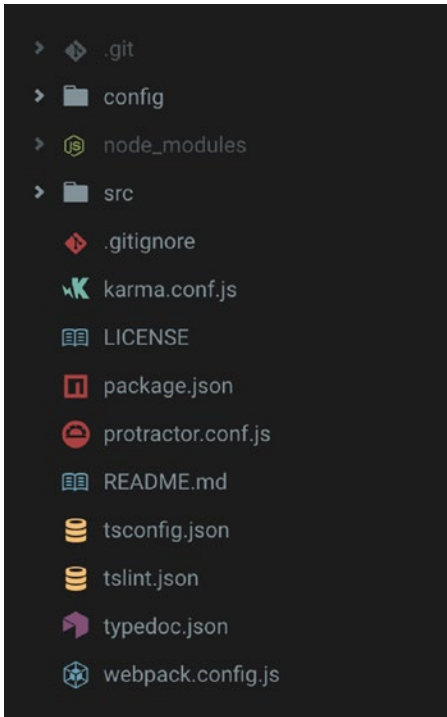 .git
config
node_modules
src
.gitignore
karma.conf.js
LICENSE
package.json
protractor.conf.js
README.md
tsconfig.json
tslint.json
typedoc.json
webpack.config.js